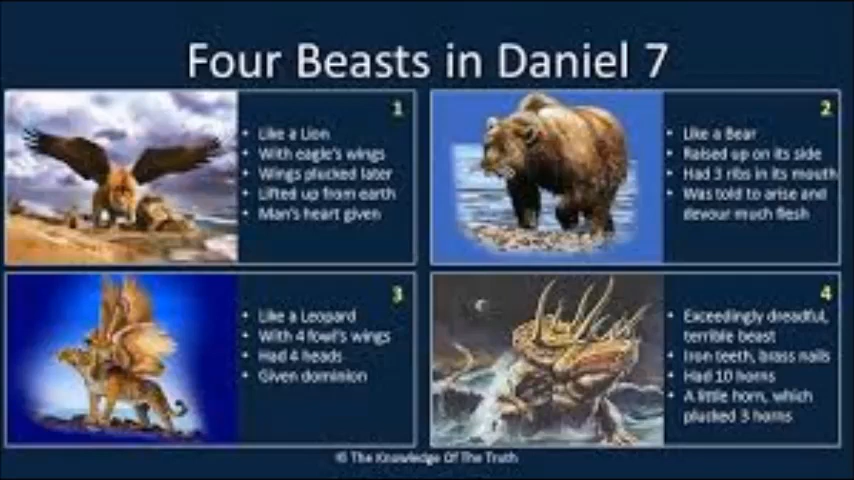 Four Beasts in Daniel 7
1
• Like a Lion
• With eagle's wings
• Wings plucked later
• Lifted up from earth
• Man's heart given
2
• Like a Bear
• Raised up on its side
• Had 3 ribs in its mouth
• Was told to arise and
devour much flesh
3
• Like a Leopard
• With 4 fowl's wings
• Had 4 heads
• Given dominion
4
• Exceedingly dreadful,
terrible beast
• Iron teeth, brass nails
• Had 10 horns
• A little horn, which
plucked 3 horns
© The Knowledge Of The Truth